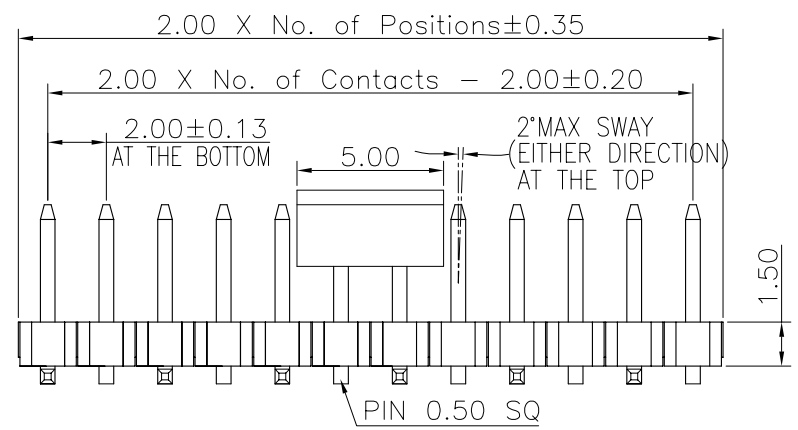 2.00 X No. of Positions±0.35
2.00 X No. of Contacts - 2.00±0.20
2.00±0.13
AT THE BOTTOM
5.00
2°MAX SWAY
(EITHER DIRECTION)
AT THE TOP
1.50
PIN 0.50 SQ